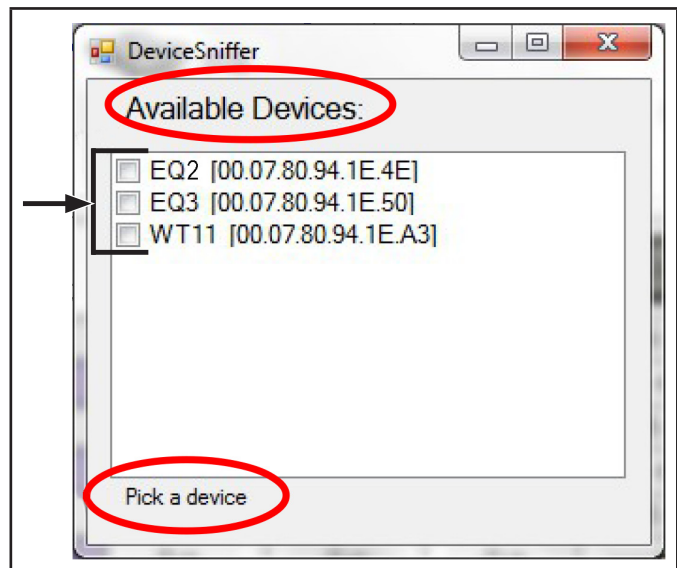 DeviceSniffer
Available Devices:
EQ2 [00.07.80.94.1E.4E]
EQ3 [00.07.80.94.1E.50]
WT11 [00.07.80.94.1E.A3]
Pick a device